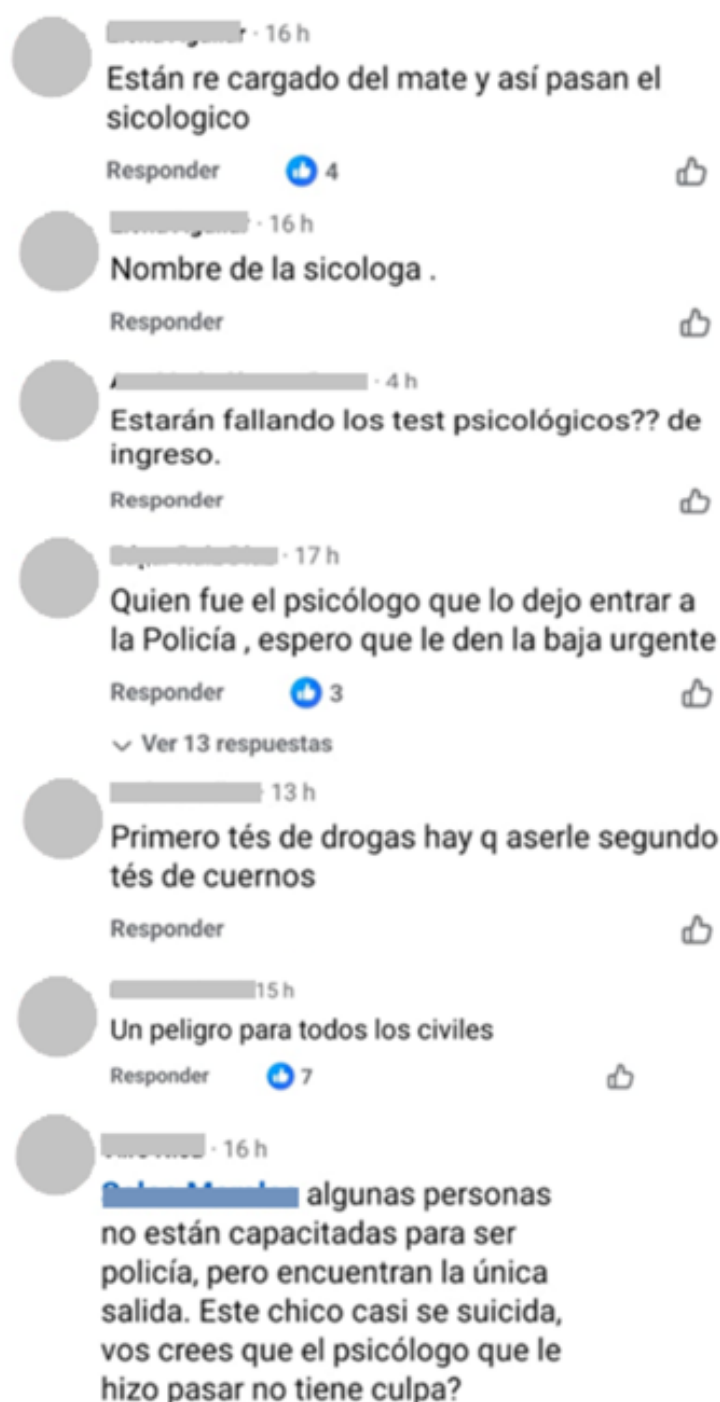 · 16 h
Están re cargado del mate y así pasan el
sicologico
Responder 4
· 16 h
Nombre de la sicologa .
Responder
· 4 h
Estarán fallando los test psicológicos?? de
ingreso.
Responder
· 17 h
Quien fue el psicólogo que lo dejo entrar a
la Policía , espero que le den la baja urgente
Responder 3
Ver 13 respuestas
13 h
Primero tés de drogas hay q aserle segundo
tés de cuernos
Responder
15 h
Un peligro para todos los civiles
Responder 7
· 16 h
algunas personas
no están capacitadas para ser
policía, pero encuentran la única
salida. Este chico casi se suicida,
vos crees que el psicólogo que le
hizo pasar no tiene culpa?